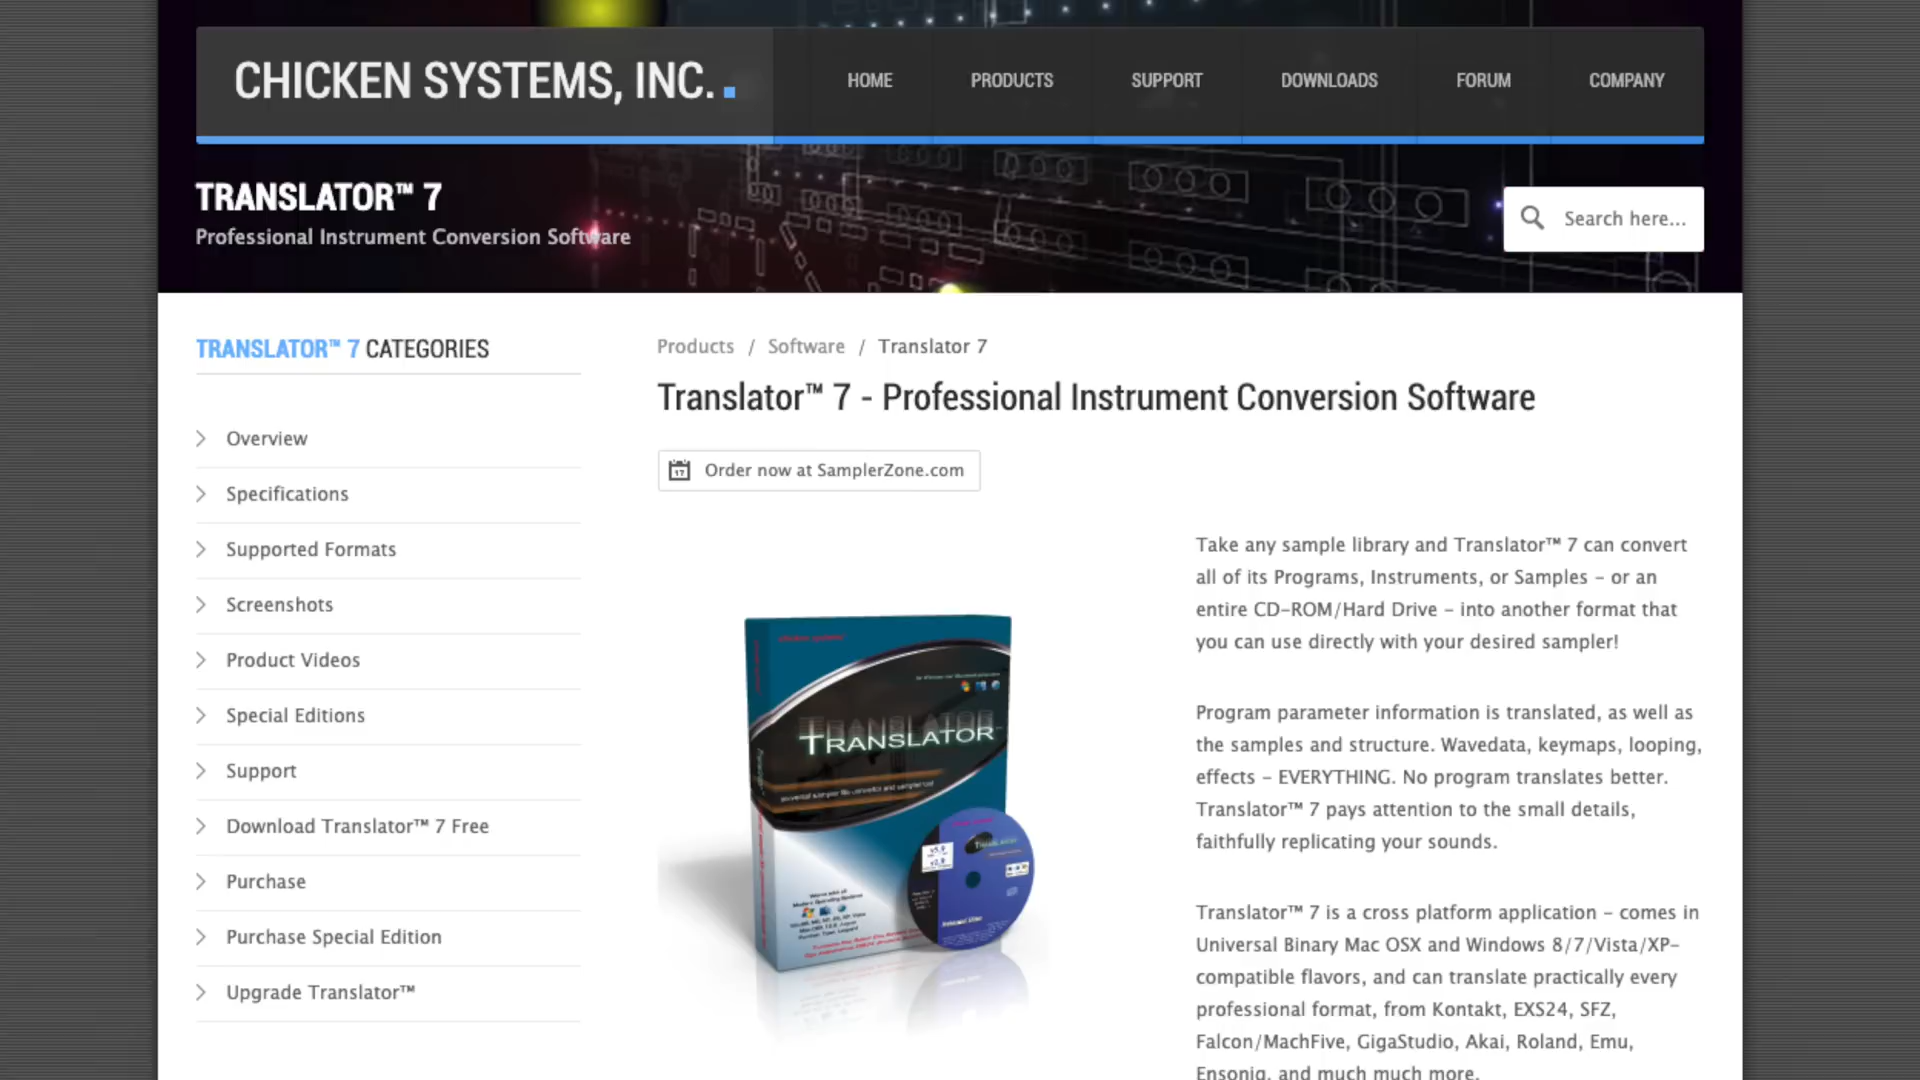 CHICKEN SYSTEMS, INC.
HOME
PRODUCTS
SUPPORT
DOWNLOADS
FORUM
COMPANY
TRANSLATOR™ 7
Professional Instrument Conversion Software
Search here...
TRANSLATOR™ 7 CATEGORIES
Overview
Specifications
Supported Formats
Screenshots
Product Videos
Special Editions
Support
Download Translator™ 7 Free
Purchase
Purchase Special Edition
Upgrade Translator™
Products / Software / Translator 7
Translator™ 7 - Professional Instrument Conversion Software
17
Order now at SamplerZone.com
TRANSLATOR
Take any sample library and Translator™ 7 can convert
all of its Programs, Instruments, or Samples – or an
entire CD-ROM/Hard Drive – into another format that
you can use directly with your desired sampler!
Program parameter information is translated, as well as
the samples and structure. Wavedata, keymaps, looping,
effects – EVERYTHING. No program translates better.
Translator™ 7 pays attention to the small details,
faithfully replicating your sounds.
Translator™ 7 is a cross platform application – comes in
Universal Binary Mac OSX and Windows 8/7/Vista/XP-
compatible flavors, and can translate practically every
professional format, from Kontakt, EXS24, SFZ,
Falcon/MachFive, GigaStudio, Akai, Roland, Emu,
Ensoniq, and much much more.